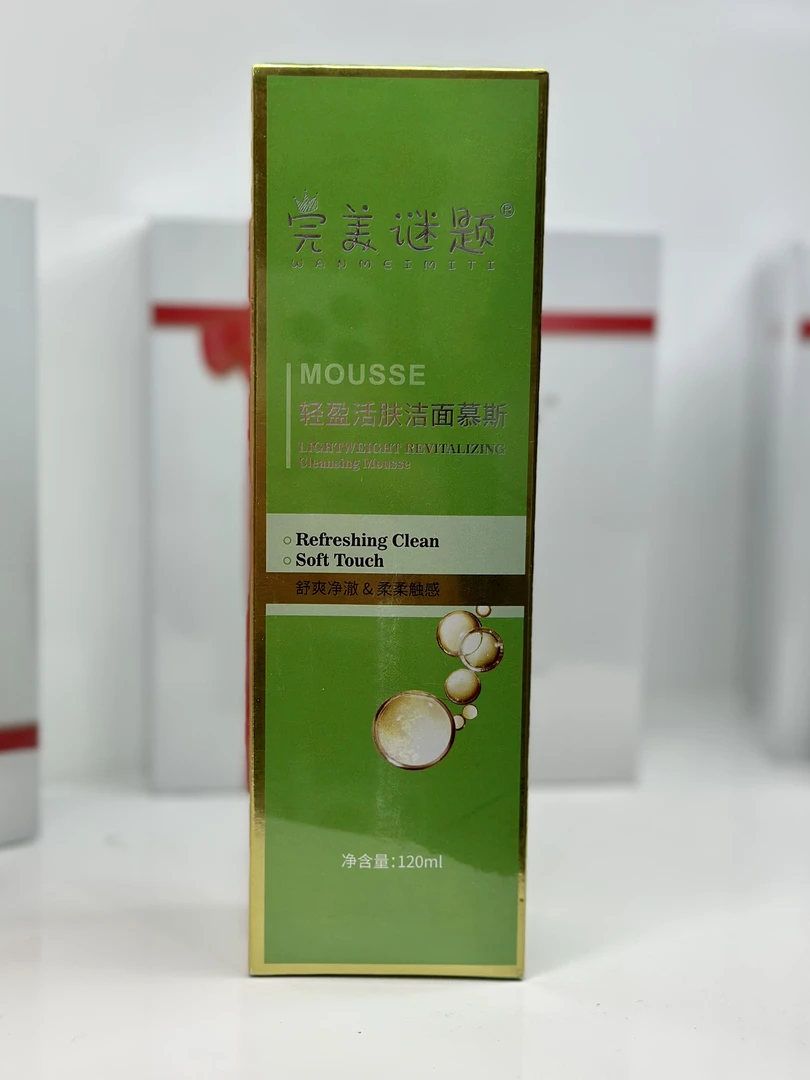 完美谜题®
WANMEIMITI
MOUSSE
轻盈活肤洁面慕斯
LIGHTWEIGHT REVITALIZING
Cleansing Mousse
Refreshing Clean
Soft Touch
舒爽净澈 & 柔柔触感
净含量:120ml